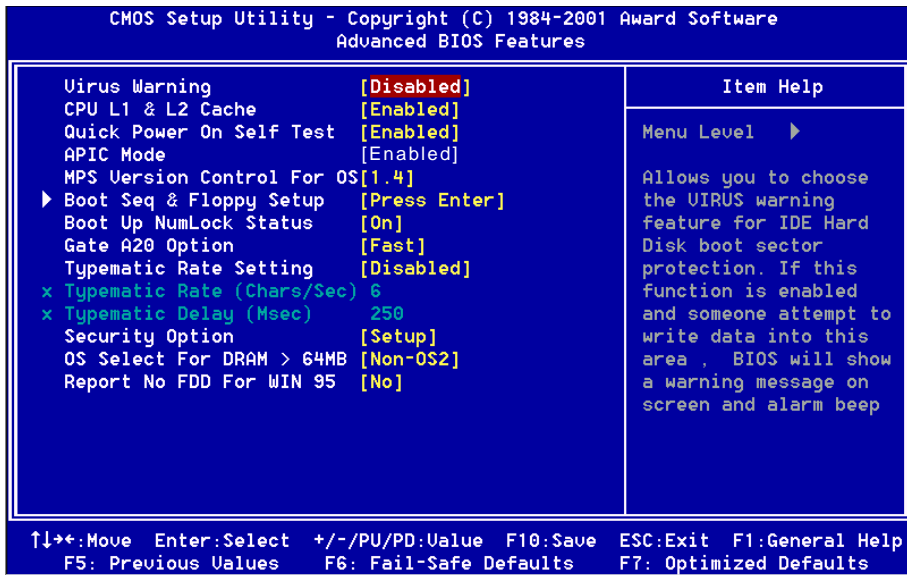 CMOS Setup Utility - Copyright (C) 1984-2001 Award Software
Advanced BIOS Features
Virus Warning [Disabled]
CPU L1 & L2 Cache [Enabled]
Quick Power On Self Test [Enabled]
APIC Mode [Enabled]
MPS Version Control For OS[1.4]
Boot Seq & Floppy Setup [Press Enter]
Boot Up NumLock Status [On]
Gate A20 Option [Fast]
Typematic Rate Setting [Disabled]
x Typematic Rate (Chars/Sec) 6
x Typematic Delay (Msec) 250
Security Option [Setup]
OS Select For DRAM > 64MB [Non-OS2]
Report No FDD For WIN 95 [No]
Item Help
Menu Level
Allows you to choose
the VIRUS warning
feature for IDE Hard
Disk boot sector
protection. If this
function is enabled
and someone attempt to
write data into this
area , BIOS will show
a warning message on
screen and alarm beep
↑↓→←:Move Enter:Select +/-/PU/PD:Value F10:Save ESC:Exit F1:General Help
F5: Previous Values F6: Fail-Safe Defaults F7: Optimized Defaults